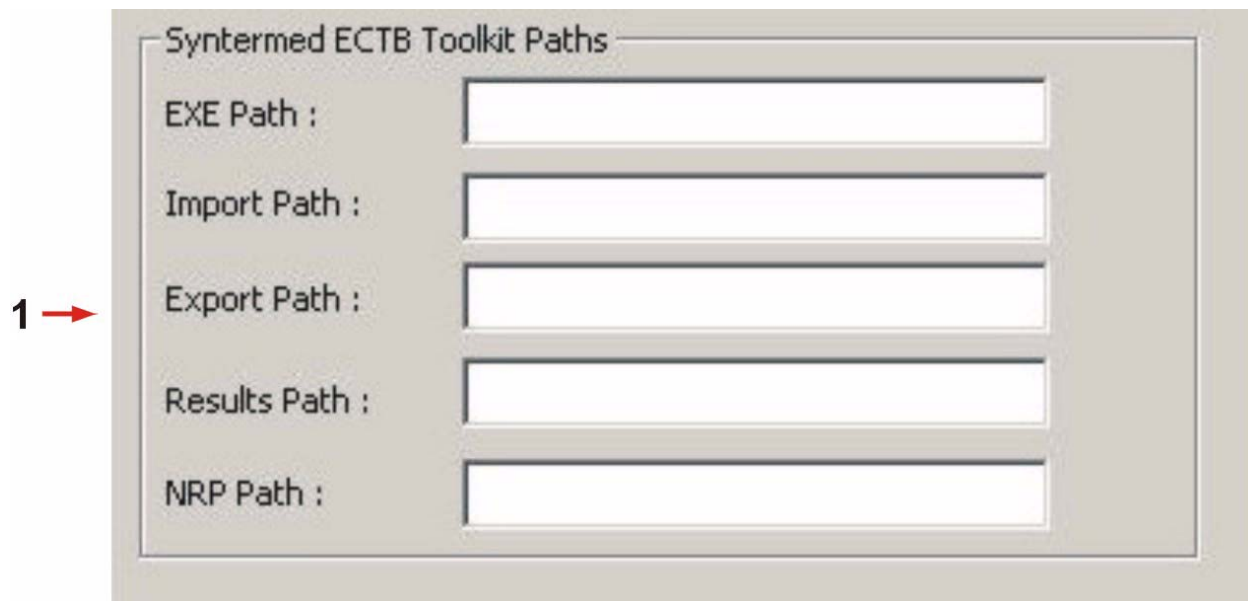 Syntermed ECTB Toolkit Paths
EXE Path :
Import Path :
1
Export Path :
Results Path :
NRP Path :